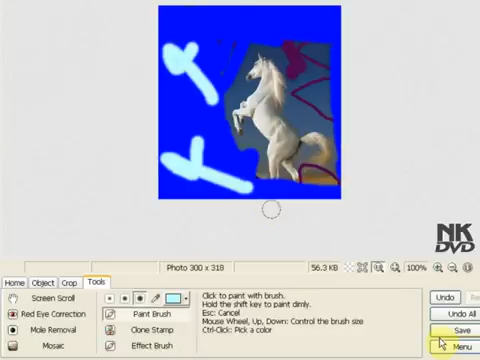 NK
DVD
Photo 300 x 318
56.3 KB
100%
Home
Object
Crop
Tools
Screen Scroll
Red Eye Correction
Mole Removal
Mosaic
Paint Brush
Clone Stamp
Effect Brush
Click to paint with brush.
Hold the shift key to paint dimly.
Esc: Cancel
Mouse Wheel, Up, Down: Control the brush
size
Ctrl-Click: Pick a color
Undo
Undo All
Save
Menu